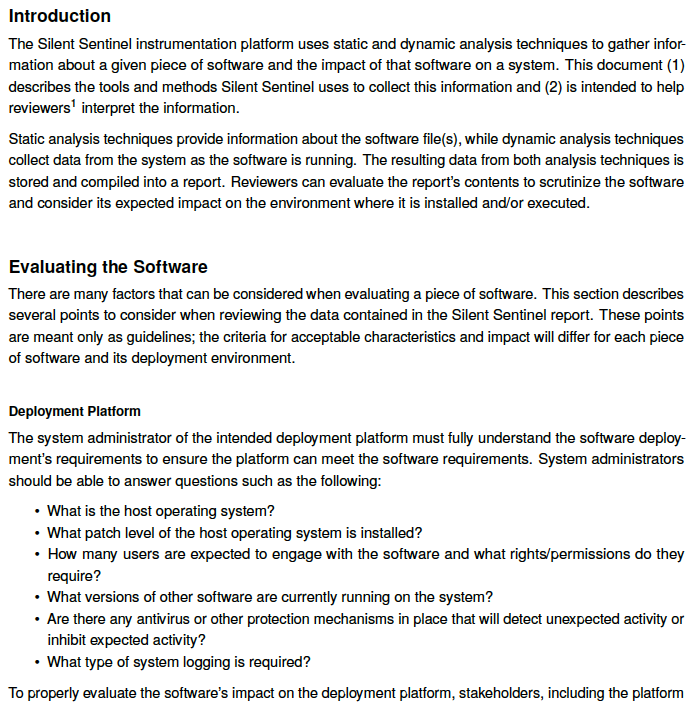 Introduction
The Silent Sentinel instrumentation platform uses static and dynamic analysis techniques to gather infor-
mation about a given piece of software and the impact of that software on a system. This document (1)
describes the tools and methods Silent Sentinel uses to collect this information and (2) is intended to help
reviewers¹ interpret the information.
Static analysis techniques provide information about the software file(s), while dynamic analysis techniques
collect data from the system as the software is running. The resulting data from both analysis techniques is
stored and compiled into a report. Reviewers can evaluate the report's contents to scrutinize the software
and consider its expected impact on the environment where it is installed and/or executed.
Evaluating the Software
There are many factors that can be considered when evaluating a piece of software. This section describes
several points to consider when reviewing the data contained in the Silent Sentinel report. These points
are meant only as guidelines; the criteria for acceptable characteristics and impact will differ for each piece
of software and its deployment environment.
Deployment Platform
The system administrator of the intended deployment platform must fully understand the software deploy-
ment's requirements to ensure the platform can meet the software requirements. System administrators
should be able to answer questions such as the following:
• What is the host operating system?
• What patch level of the host operating system is installed?
• How many users are expected to engage with the software and what rights/permissions do they
require?
• What versions of other software are currently running on the system?
• Are there any antivirus or other protection mechanisms in place that will detect unexpected activity or
inhibit expected activity?
• What type of system logging is required?
To properly evaluate the software's impact on the deployment platform, stakeholders, including the platform